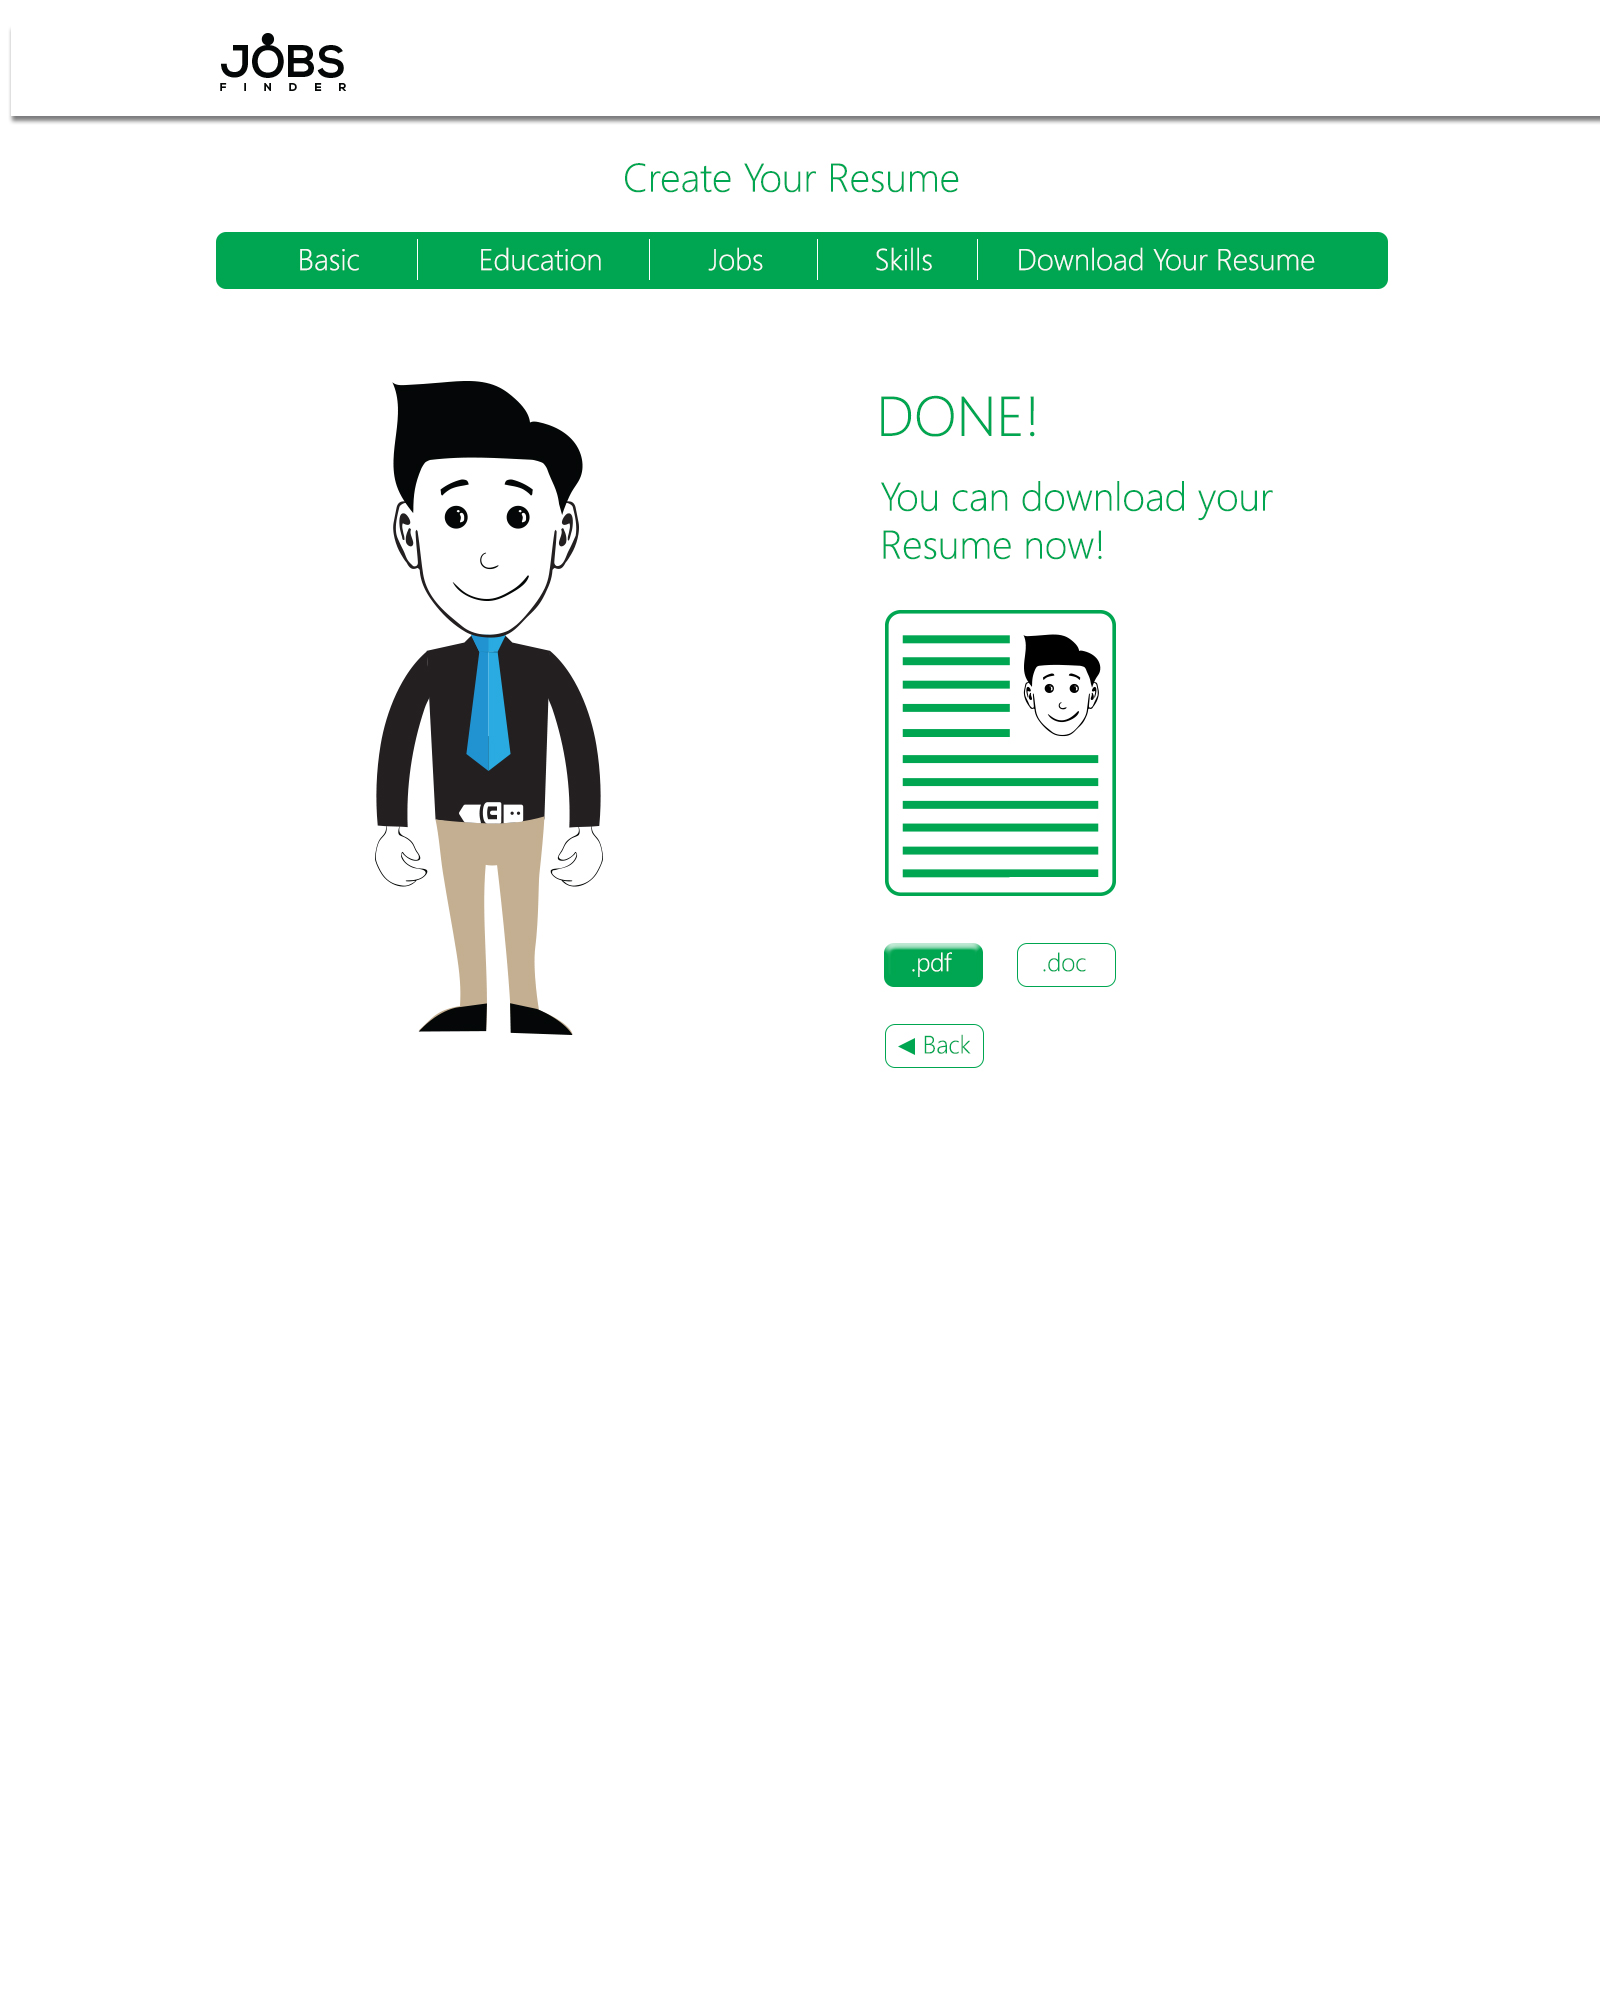 JOBS
FINDER
Create Your Resume
Basic Education Jobs Skills Download Your Resume
DONE!
You can download your
Resume now!
.pdf .doc
◀ Back